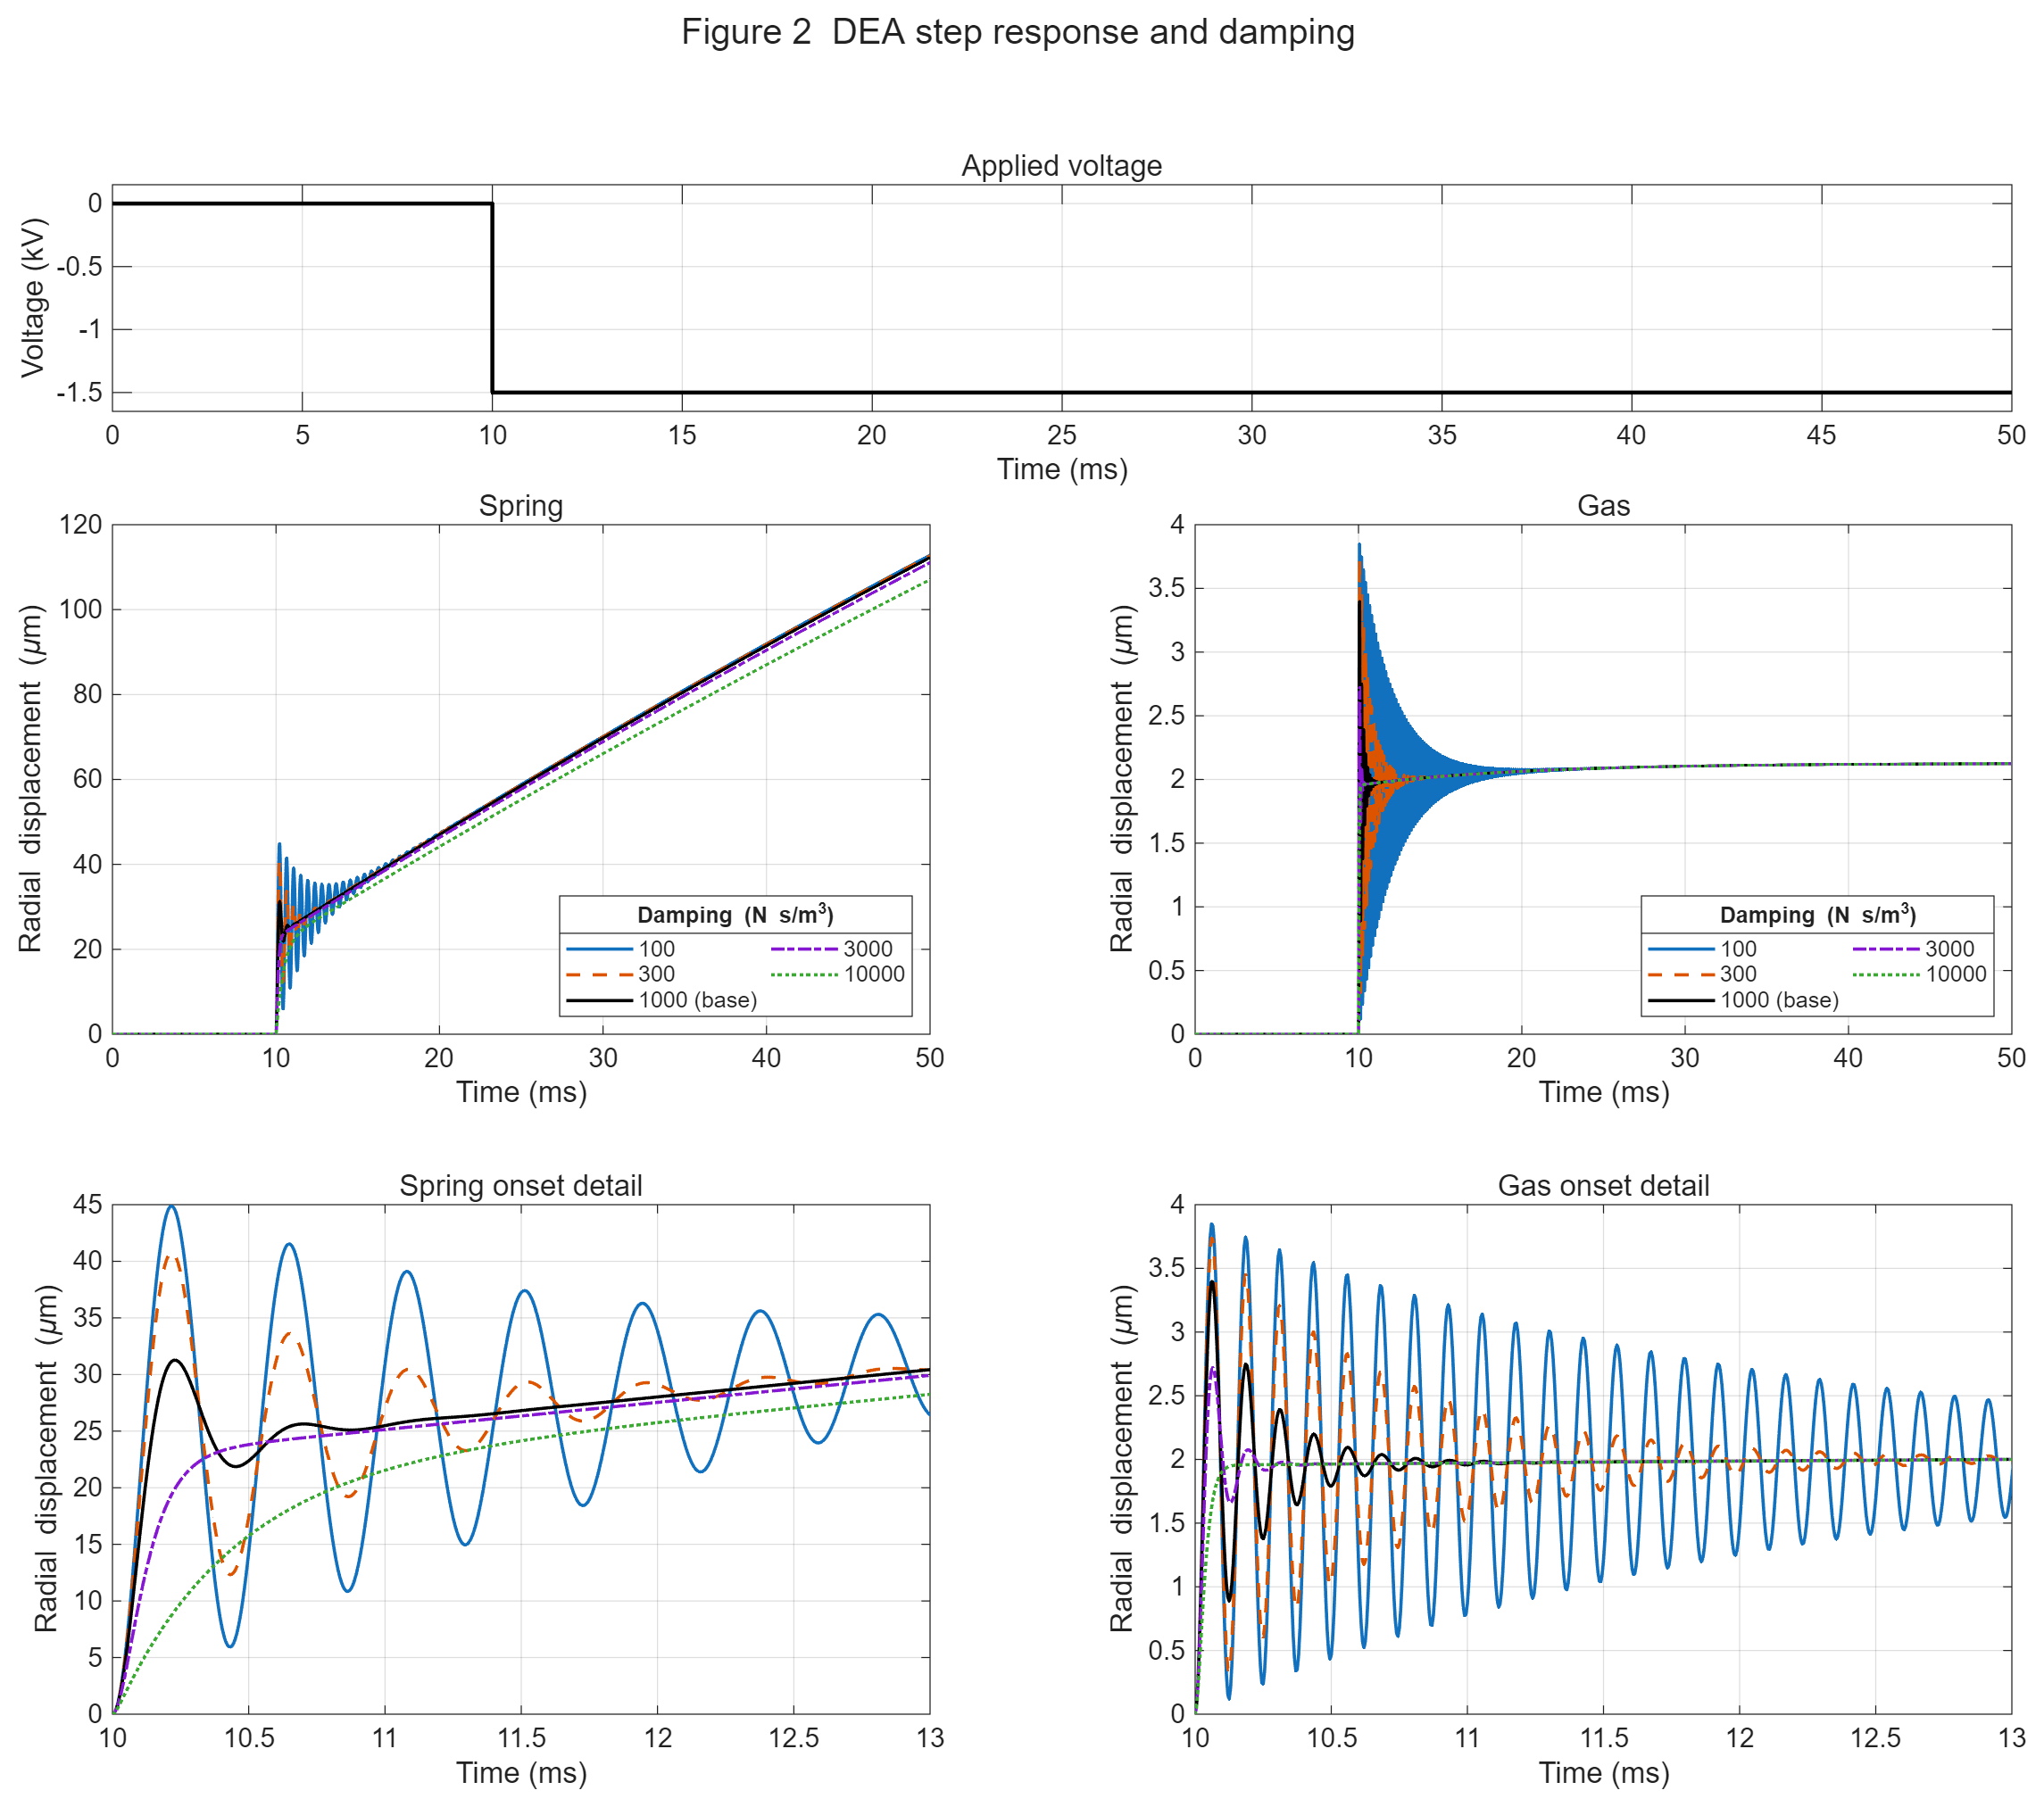 Figure 2  DEA step response and damping
Applied voltage
Voltage (kV)
0
-0.5
-1
-1.5
0 5 10 15 20 25 30 35 40 45 50
Time (ms)
Spring
Radial displacement (μm)
120
100
80
60
40
20
0
Damping (N s/m³)
100 3000
300 10000
1000 (base)
0 10 20 30 40 50
Time (ms)
Gas
Radial displacement (μm)
4
3.5
3
2.5
2
1.5
1
0.5
0
Damping (N s/m³)
100 3000
300 10000
1000 (base)
0 10 20 30 40 50
Time (ms)
Spring onset detail
Radial displacement (μm)
45
40
35
30
25
20
15
10
5
0
10 10.5 11 11.5 12 12.5 13
Time (ms)
Gas onset detail
Radial displacement (μm)
4
3.5
3
2.5
2
1.5
1
0.5
0
10 10.5 11 11.5 12 12.5 13
Time (ms)